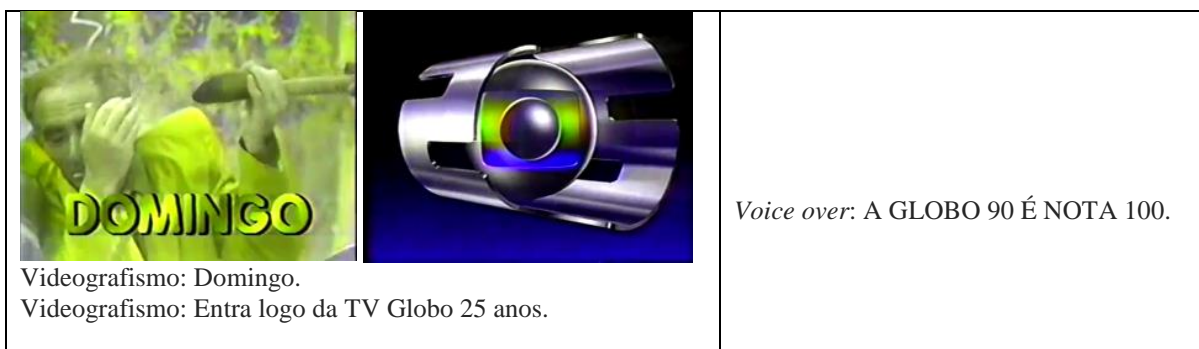 DOMINGO
Videografismo: Domingo.
Videografismo: Entra logo da TV Globo 25 anos.
Voice over: A GLOBO 90 É NOTA 100.